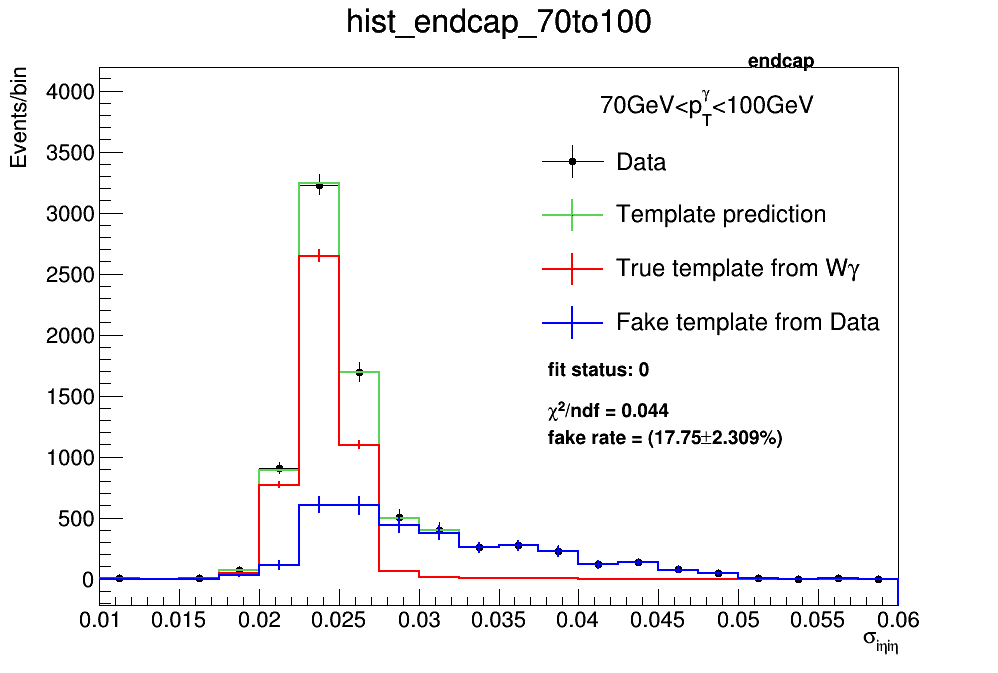 hist_endcap_70to100
endcap
70GeV<p_T^γ<100GeV
Events/bin
4000
3500
3000
2500
2000
1500
1000
500
0
Data
Template prediction
True template from Wγ
Fake template from Data
fit status: 0
χ²/ndf = 0.044
fake rate = (17.75±2.309%)
0.01 0.015 0.02 0.025 0.03 0.035 0.04 0.045 0.05 0.055 0.06
σ_iηiη